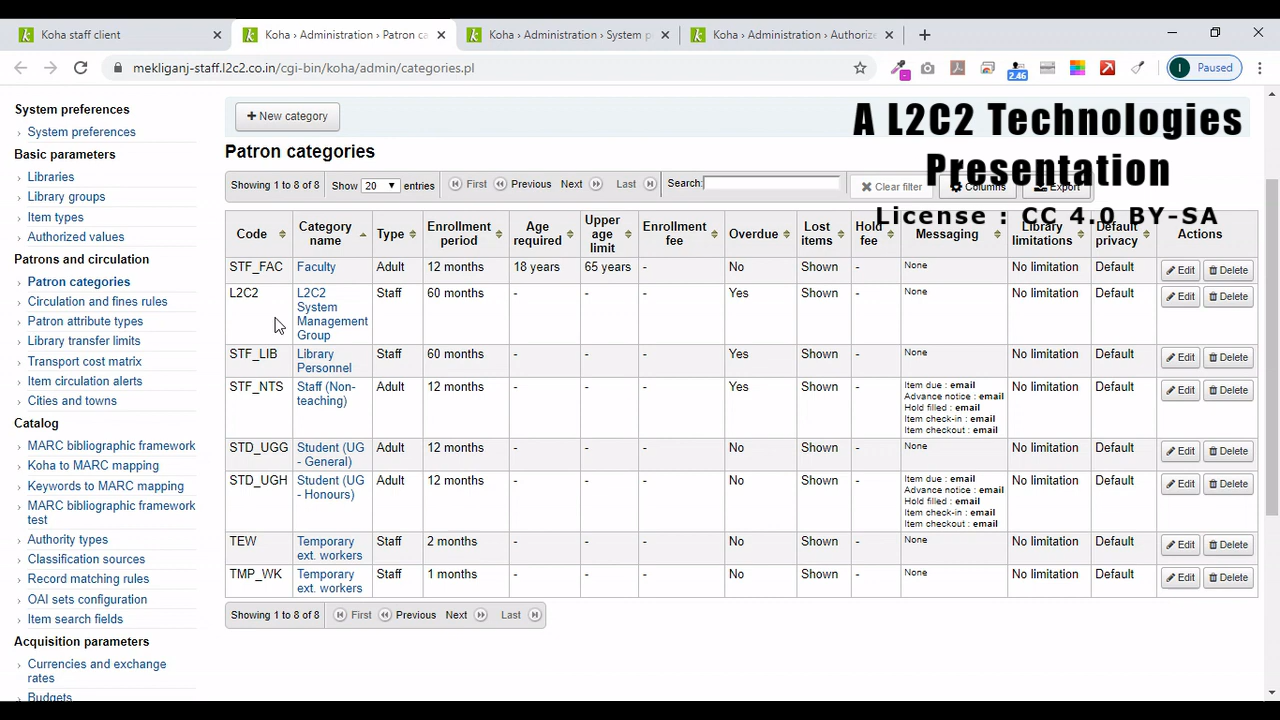 Koha staff client
Koha › Administration › Patron ca
Koha › Administration › System p
Koha › Administration › Authorize
mekliganj-staff.l2c2.co.in/cgi-bin/koha/admin/categories.pl
2.46
I
Paused
A L2C2 Technologies
Presentation
License : CC 4.0 BY-SA
System preferences
System preferences
Basic parameters
Libraries
Library groups
Item types
Authorized values
Patrons and circulation
Patron categories
Circulation and fines rules
Patron attribute types
Library transfer limits
Transport cost matrix
Item circulation alerts
Cities and towns
Catalog
MARC bibliographic framework
Koha to MARC mapping
Keywords to MARC mapping
MARC bibliographic framework
test
Authority types
Classification sources
Record matching rules
OAI sets configuration
Item search fields
Acquisition parameters
Currencies and exchange
rates
Budgets
+ New category
Patron categories
Showing 1 to 8 of 8 Show 20 entries First Previous Next Last Search: Clear filter Columns Export
Code Category name Type Enrollment period Age required Upper age limit Enrollment fee Overdue Lost items Hold fee Messaging Library limitations Default privacy Actions
STF_FAC Faculty Adult 12 months 18 years 65 years - No Shown - None No limitation Default Edit Delete
L2C2 L2C2 System Management Group Staff 60 months - - - Yes Shown - None No limitation Default Edit Delete
STF_LIB Library Personnel Staff 60 months - - - Yes Shown - None No limitation Default Edit Delete
STF_NTS Staff (Non-teaching) Adult 12 months - - - Yes Shown - Item due : email Advance notice : email Hold filled : email Item check-in : email Item checkout : email No limitation Default Edit Delete
STD_UGG Student (UG - General) Adult 12 months - - - No Shown - None No limitation Default Edit Delete
STD_UGH Student (UG - Honours) Adult 12 months - - - No Shown - Item due : email Advance notice : email Hold filled : email Item check-in : email Item checkout : email No limitation Default Edit Delete
TEW Temporary ext. workers Staff 2 months - - - No Shown - None No limitation Default Edit Delete
TMP_WK Temporary ext. workers Staff 1 months - - - No Shown - None No limitation Default Edit Delete
Showing 1 to 8 of 8 First Previous Next Last